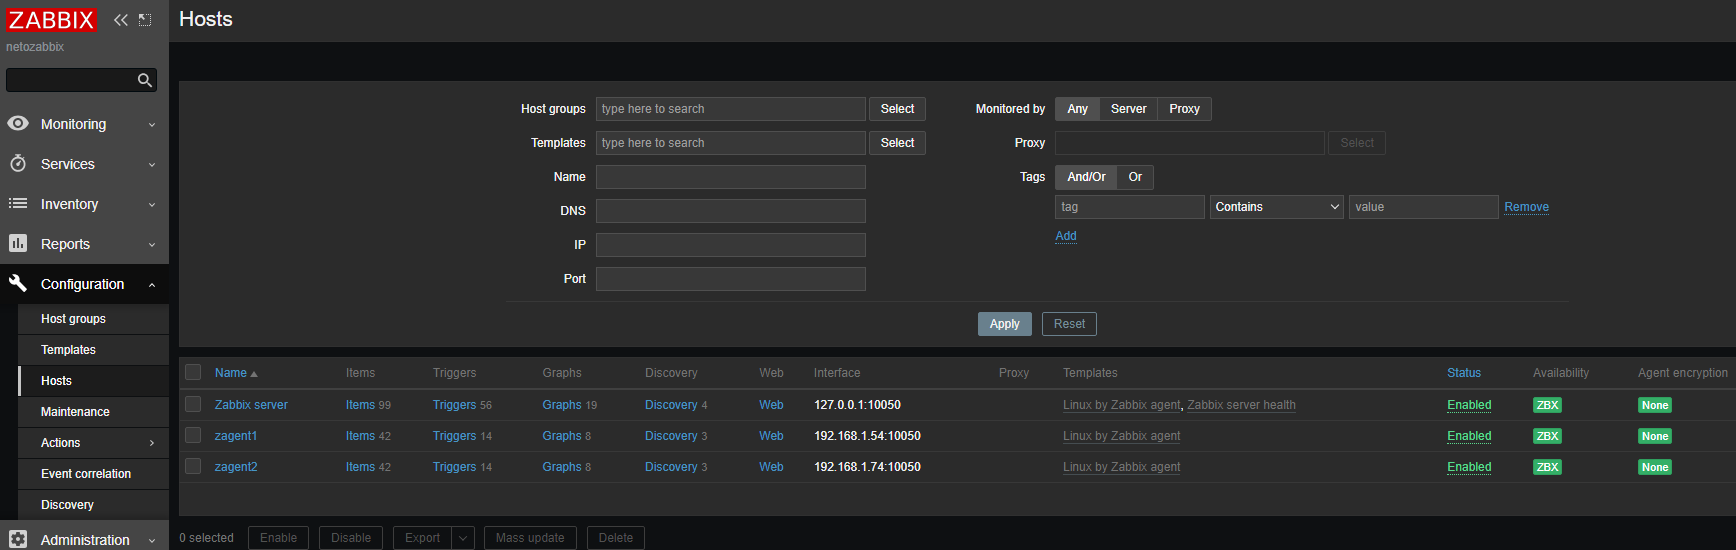 ZABBIX
netozabbix
Monitoring
Services
Inventory
Reports
Configuration
Host groups
Templates
Hosts
Maintenance
Actions
Event correlation
Discovery
Administration
Hosts
Host groups type here to search Select Monitored by Any Server Proxy
Templates type here to search Select Proxy Select
Name Tags And/Or Or
DNS tag Contains value Remove
IP Add
Port
Apply Reset
Name Items Triggers Graphs Discovery Web Interface Proxy Templates Status Availability Agent encryption
Zabbix server Items 99 Triggers 56 Graphs 19 Discovery 4 Web 127.0.0.1:10050 Linux by Zabbix agent, Zabbix server health Enabled ZBX None
zagent1 Items 42 Triggers 14 Graphs 8 Discovery 3 Web 192.168.1.54:10050 Linux by Zabbix agent Enabled ZBX None
zagent2 Items 42 Triggers 14 Graphs 8 Discovery 3 Web 192.168.1.74:10050 Linux by Zabbix agent Enabled ZBX None
0 selected Enable Disable Export Mass update Delete